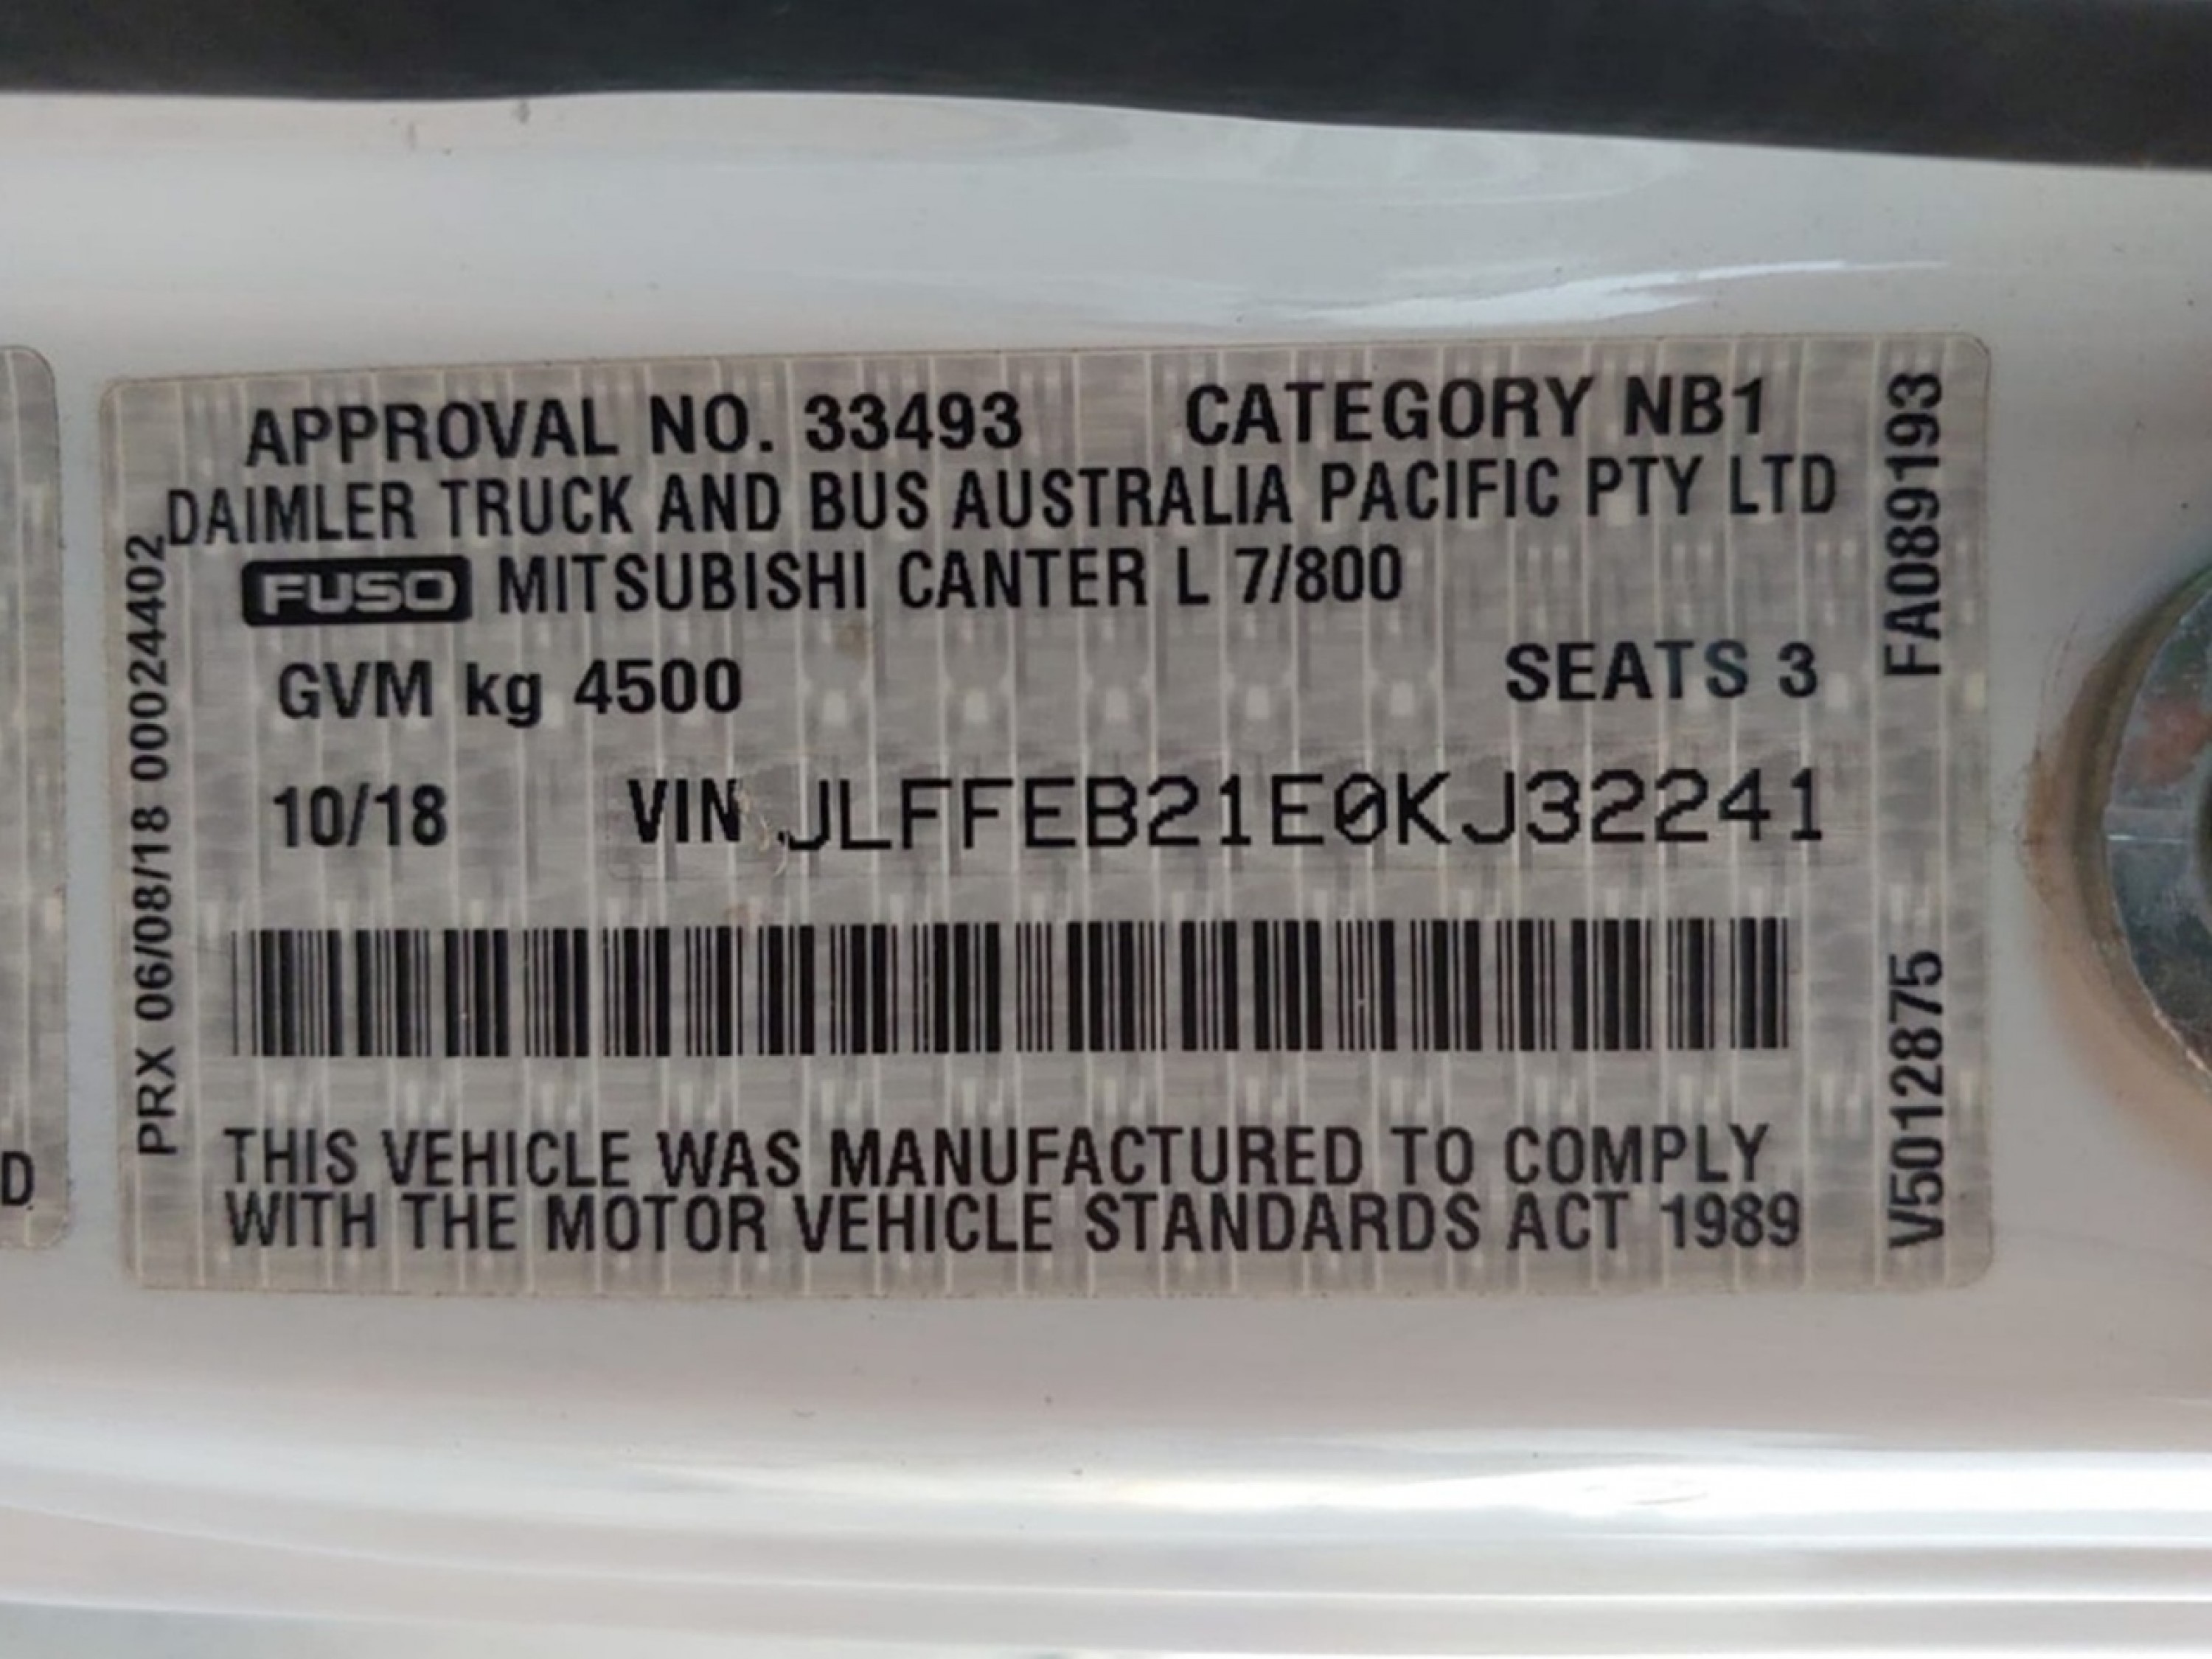 APPROVAL NO. 33493 CATEGORY NB1
DAIMLER TRUCK AND BUS AUSTRALIA PACIFIC PTY LTD
FUSO MITSUBISHI CANTER L 7/800
GVM kg 4500 SEATS 3
10/18 VIN JLFFEB21E0KJ32241
THIS VEHICLE WAS MANUFACTURED TO COMPLY
WITH THE MOTOR VEHICLE STANDARDS ACT 1989
PRX 06/08/18 00024402
V5012875 FA089193
D